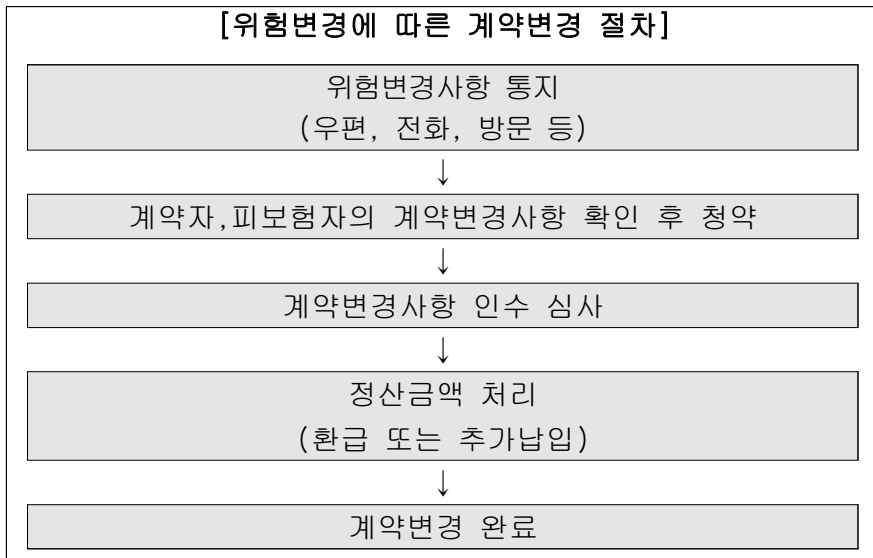 [위험변경에 따른 계약변경 절차]
위험변경사항 통지
(우편, 전화, 방문 등)
↓
계약자,피보험자의 계약변경사항 확인 후 청약
↓
계약변경사항 인수 심사
↓
정산금액 처리
(환급 또는 추가납입)
↓
계약변경 완료